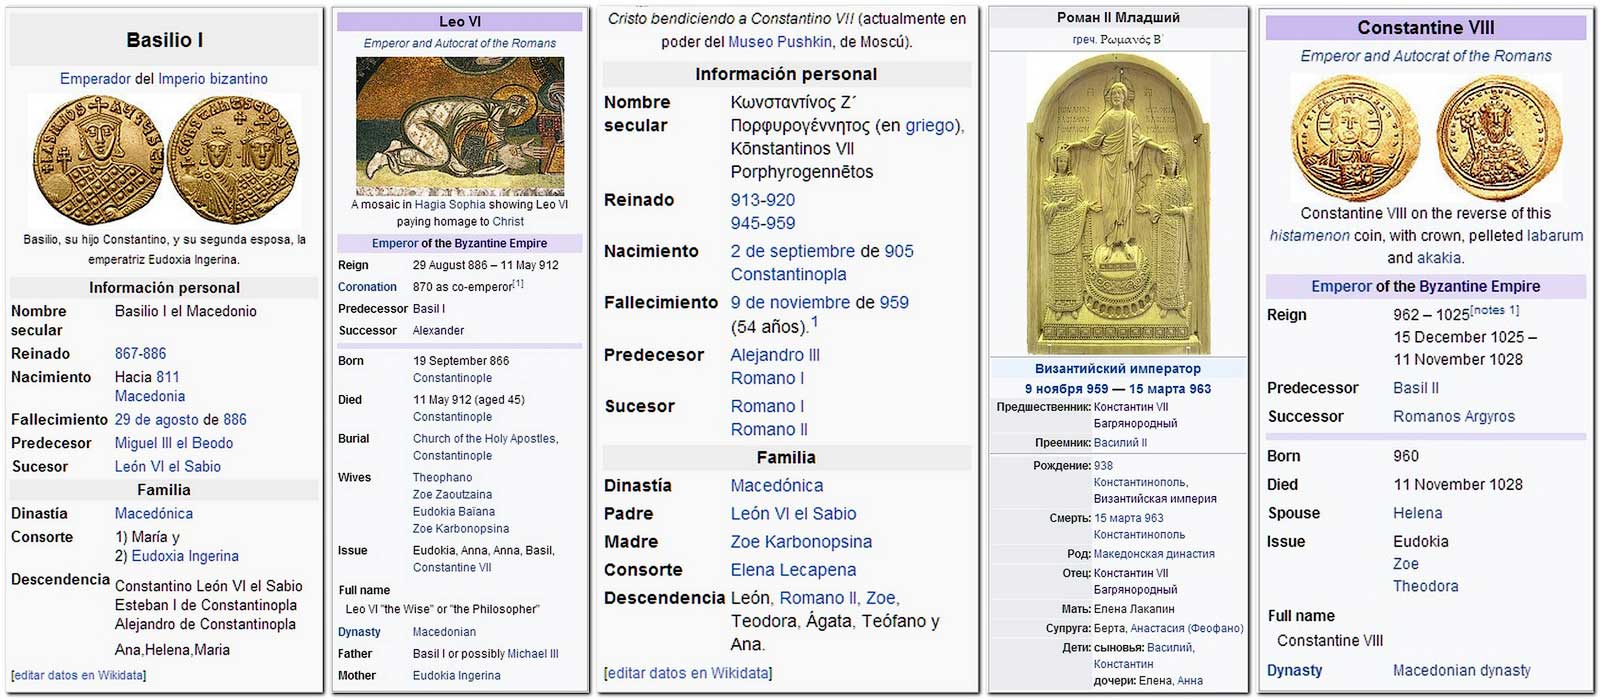 Basilio I
Emperador del Imperio bizantino
Basilio, su hijo Constantino, y su segunda esposa, la
emperatriz Eudoxia Ingerina.
Información personal
Nombre Basilio I el Macedonio
secular
Reinado 867-886
Nacimiento Hacia 811
Macedonia
Fallecimiento 29 de agosto de 886
Predecesor Miguel III el Beodo
Sucesor León VI el Sabio
Familia
Dinastía Macedónica
Consorte 1) María y
2) Eudoxia Ingerina
Descendencia Constantino León VI el Sabio
Esteban I de Constantinopla
Alejandro de Constantinopla
Ana,Helena,Maria
[editar datos en Wikidata]
Leo VI
Emperor and Autocrat of the Romans
A mosaic in Hagia Sophia showing Leo VI
paying homage to Christ
Emperor of the Byzantine Empire
Reign 29 August 886 – 11 May 912
Coronation 870 as co-emperor[1]
Predecessor Basil I
Successor Alexander
Born 19 September 866
Constantinople
Died 11 May 912 (aged 45)
Constantinople
Burial Church of the Holy Apostles,
Constantinople
Wives Theophano
Zoe Zaoutzaina
Eudokia Baïana
Zoe Karbonopsina
Issue Eudokia, Anna, Anna, Basil,
Constantine VII
Full name
Leo VI "the Wise" or "the Philosopher"
Dynasty Macedonian
Father Basil I or possibly Michael III
Mother Eudokia Ingerina
Cristo bendiciendo a Constantino VII (actualmente en
poder del Museo Pushkin, de Moscú).
Información personal
Nombre Κωνσταντίνος Ζ΄
secular Πορφυρογέννητος (en griego),
Kōnstantinos VII
Porphyrogennētos
Reinado 913-920
945-959
Nacimiento 2 de septiembre de 905
Constantinopla
Fallecimiento 9 de noviembre de 959
(54 años).1
Predecesor Alejandro III
Romano I
Sucesor Romano I
Romano II
Familia
Dinastía Macedónica
Padre León VI el Sabio
Madre Zoe Karbonopsina
Consorte Elena Lecapena
Descendencia León, Romano II, Zoe,
Teodora, Ágata, Teófano y
Ana.
[editar datos en Wikidata]
Роман II Младший
греч. Ρωμανός Β΄
Византийский император
9 ноября 959 — 15 марта 963
Предшественник: Константин VII
Багрянородный
Преемник: Василий II
Рождение: 938
Константинополь,
Византийская империя
Смерть: 15 марта 963
Константинополь
Род: Македонская династия
Отец: Константин VII
Багрянородный
Мать: Елена Лакапин
Супруга: Берта, Анастасия (Феофано)
Дети: сыновья: Василий,
Константин
дочери: Елена, Анна
Constantine VIII
Emperor and Autocrat of the Romans
Constantine VIII on the reverse of this
histamenon coin, with crown, pelleted labarum
and akakia.
Emperor of the Byzantine Empire
Reign 962 – 1025[notes 1]
15 December 1025 –
11 November 1028
Predecessor Basil II
Successor Romanos Argyros
Born 960
Died 11 November 1028
Spouse Helena
Issue Eudokia
Zoe
Theodora
Full name
Constantine VIII
Dynasty Macedonian dynasty